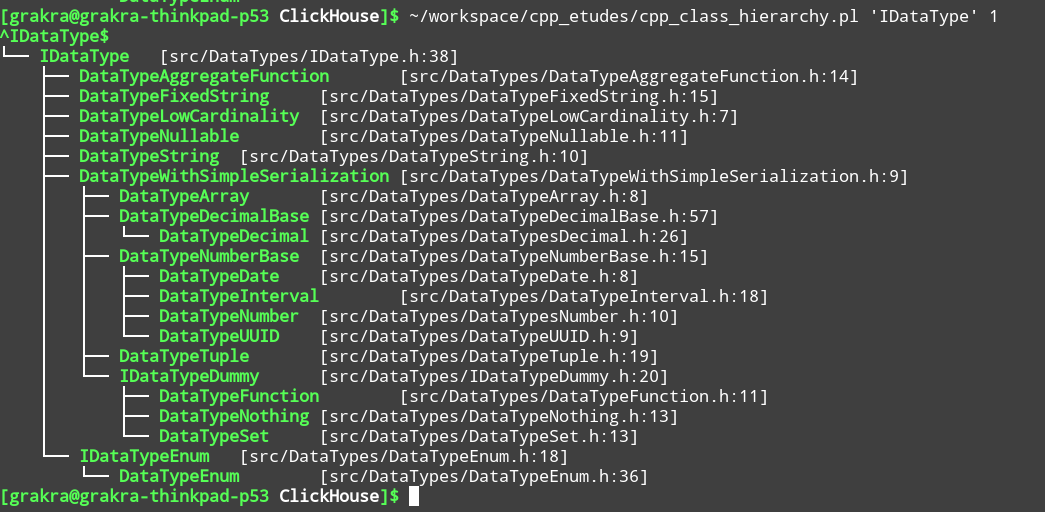 [grakra@grakra-thinkpad-p53 ClickHouse]$ ~/workspace/cpp_etudes/cpp_class_hierarchy.pl 'IDataType' 1
^IDataType$
└── IDataType   [src/DataTypes/IDataType.h:38]
    ├── DataTypeAggregateFunction       [src/DataTypes/DataTypeAggregateFunction.h:14]
    ├── DataTypeFixedString     [src/DataTypes/DataTypeFixedString.h:15]
    ├── DataTypeLowCardinality  [src/DataTypes/DataTypeLowCardinality.h:7]
    ├── DataTypeNullable        [src/DataTypes/DataTypeNullable.h:11]
    ├── DataTypeString  [src/DataTypes/DataTypeString.h:10]
    ├── DataTypeWithSimpleSerialization [src/DataTypes/DataTypeWithSimpleSerialization.h:9]
    │   ├── DataTypeArray       [src/DataTypes/DataTypeArray.h:8]
    │   ├── DataTypeDecimalBase [src/DataTypes/DataTypeDecimalBase.h:57]
    │   │   └── DataTypeDecimal [src/DataTypes/DataTypesDecimal.h:26]
    │   ├── DataTypeNumberBase  [src/DataTypes/DataTypeNumberBase.h:15]
    │   │   ├── DataTypeDate    [src/DataTypes/DataTypeDate.h:8]
    │   │   ├── DataTypeInterval        [src/DataTypes/DataTypeInterval.h:18]
    │   │   ├── DataTypeNumber  [src/DataTypes/DataTypesNumber.h:10]
    │   │   └── DataTypeUUID    [src/DataTypes/DataTypeUUID.h:9]
    │   ├── DataTypeTuple       [src/DataTypes/DataTypeTuple.h:19]
    │   └── IDataTypeDummy      [src/DataTypes/IDataTypeDummy.h:20]
    │       ├── DataTypeFunction        [src/DataTypes/DataTypeFunction.h:11]
    │       ├── DataTypeNothing [src/DataTypes/DataTypeNothing.h:13]
    │       └── DataTypeSet     [src/DataTypes/DataTypeSet.h:13]
    └── IDataTypeEnum   [src/DataTypes/DataTypeEnum.h:18]
        └── DataTypeEnum        [src/DataTypes/DataTypeEnum.h:36]
[grakra@grakra-thinkpad-p53 ClickHouse]$